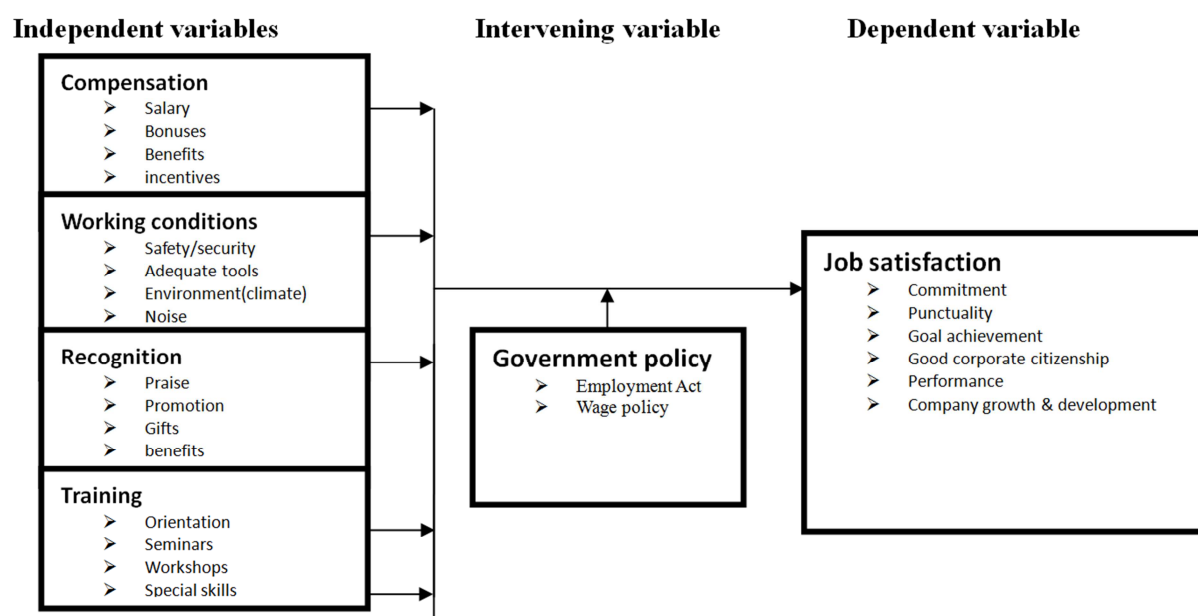 Independent variables
Intervening variable
Dependent variable
Compensation
➢ Salary
➢ Bonuses
➢ Benefits
➢ incentives
Working conditions
➢ Safety/security
➢ Adequate tools
➢ Environment(climate)
➢ Noise
Recognition
➢ Praise
➢ Promotion
➢ Gifts
➢ benefits
Training
➢ Orientation
➢ Seminars
➢ Workshops
➢ Special skills
Government policy
➢ Employment Act
➢ Wage policy
Job satisfaction
➢ Commitment
➢ Punctuality
➢ Goal achievement
➢ Good corporate citizenship
➢ Performance
➢ Company growth & development